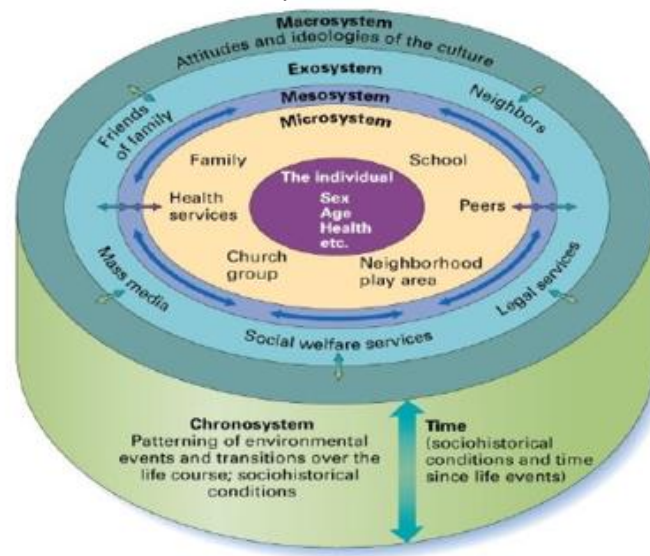 Macrosystem
Attitudes and ideologies of the culture
Exosystem
Mesosystem
Microsystem
Friends
of family
Neighbors
Family
School
The individual
Sex
Age
Health
etc.
Health
services
Peers
Church
group
Neighborhood
play area
Mass media
Legal services
Social welfare services
Chronosystem
Patterning of environmental
events and transitions over the
life course; sociohistorical
conditions
Time
(sociohistorical
conditions and time
since life events)